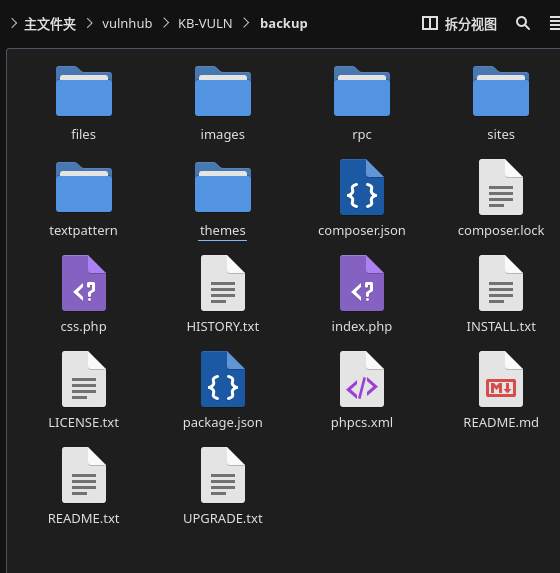 主文件夹 vulnhub KB-VULN backup 拆分视图
files images rpc sites
textpattern themes composer.json composer.lock
css.php HISTORY.txt index.php INSTALL.txt
LICENSE.txt package.json phpcs.xml README.md
README.txt UPGRADE.txt